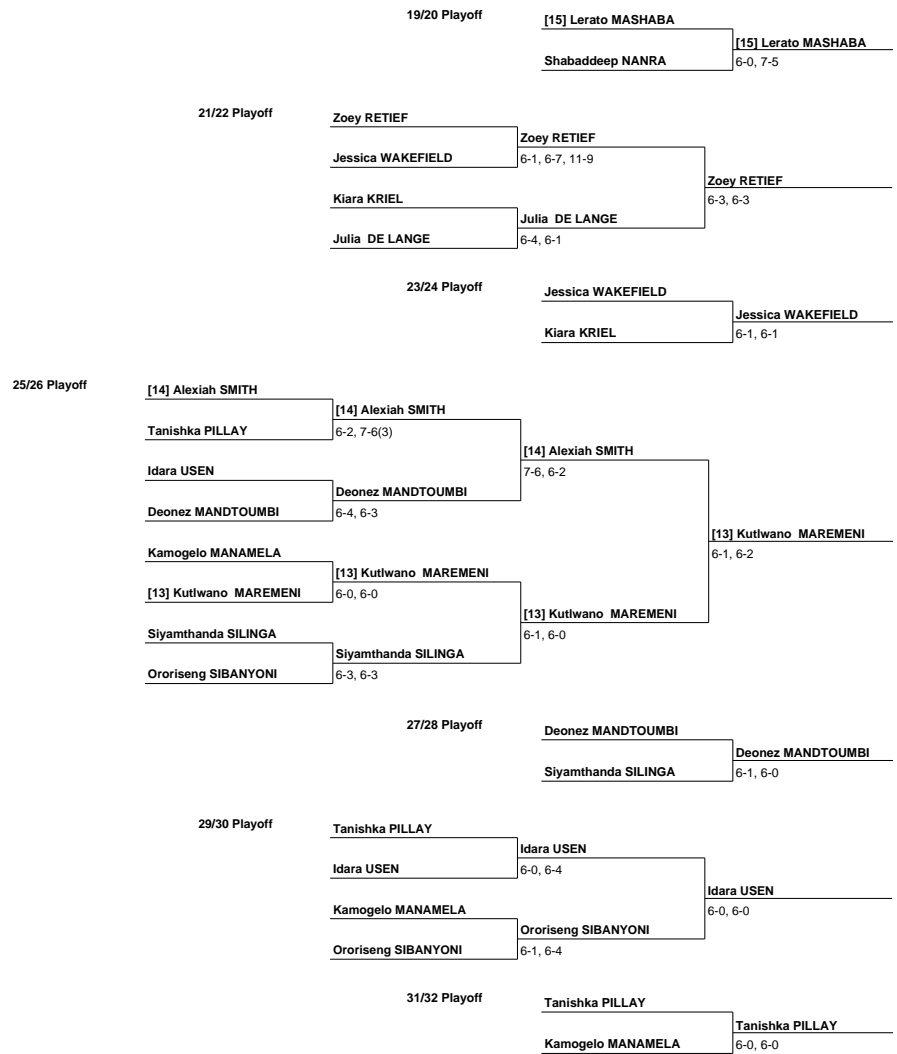 19/20 Playoff
[15] Lerato MASHABA
[15] Lerato MASHABA
Shabaddeep NANRA
6-0, 7-5
21/22 Playoff
Zoey RETIEF
Zoey RETIEF
Jessica WAKEFIELD
6-1, 6-7, 11-9
Zoey RETIEF
6-3, 6-3
Kiara KRIEL
Julia DE LANGE
Julia DE LANGE
6-4, 6-1
23/24 Playoff
Jessica WAKEFIELD
Jessica WAKEFIELD
Kiara KRIEL
6-1, 6-1
25/26 Playoff
[14] Alexiah SMITH
[14] Alexiah SMITH
Tanishka PILLAY
6-2, 7-6(3)
[14] Alexiah SMITH
7-6, 6-2
Idara USEN
Deonez MANDTOUMBI
Deonez MANDTOUMBI
6-4, 6-3
[13] Kutlwano MAREMENI
6-1, 6-2
Kamogelo MANAMELA
[13] Kutlwano MAREMENI
[13] Kutlwano MAREMENI
6-0, 6-0
[13] Kutlwano MAREMENI
6-1, 6-0
Siyamthanda SILINGA
Siyamthanda SILINGA
Ororiseng SIBANYONI
6-3, 6-3
27/28 Playoff
Deonez MANDTOUMBI
Deonez MANDTOUMBI
Siyamthanda SILINGA
6-1, 6-0
29/30 Playoff
Tanishka PILLAY
Idara USEN
Idara USEN
6-0, 6-4
Idara USEN
6-0, 6-0
Kamogelo MANAMELA
Ororiseng SIBANYONI
Ororiseng SIBANYONI
6-1, 6-4
31/32 Playoff
Tanishka PILLAY
Tanishka PILLAY
Kamogelo MANAMELA
6-0, 6-0